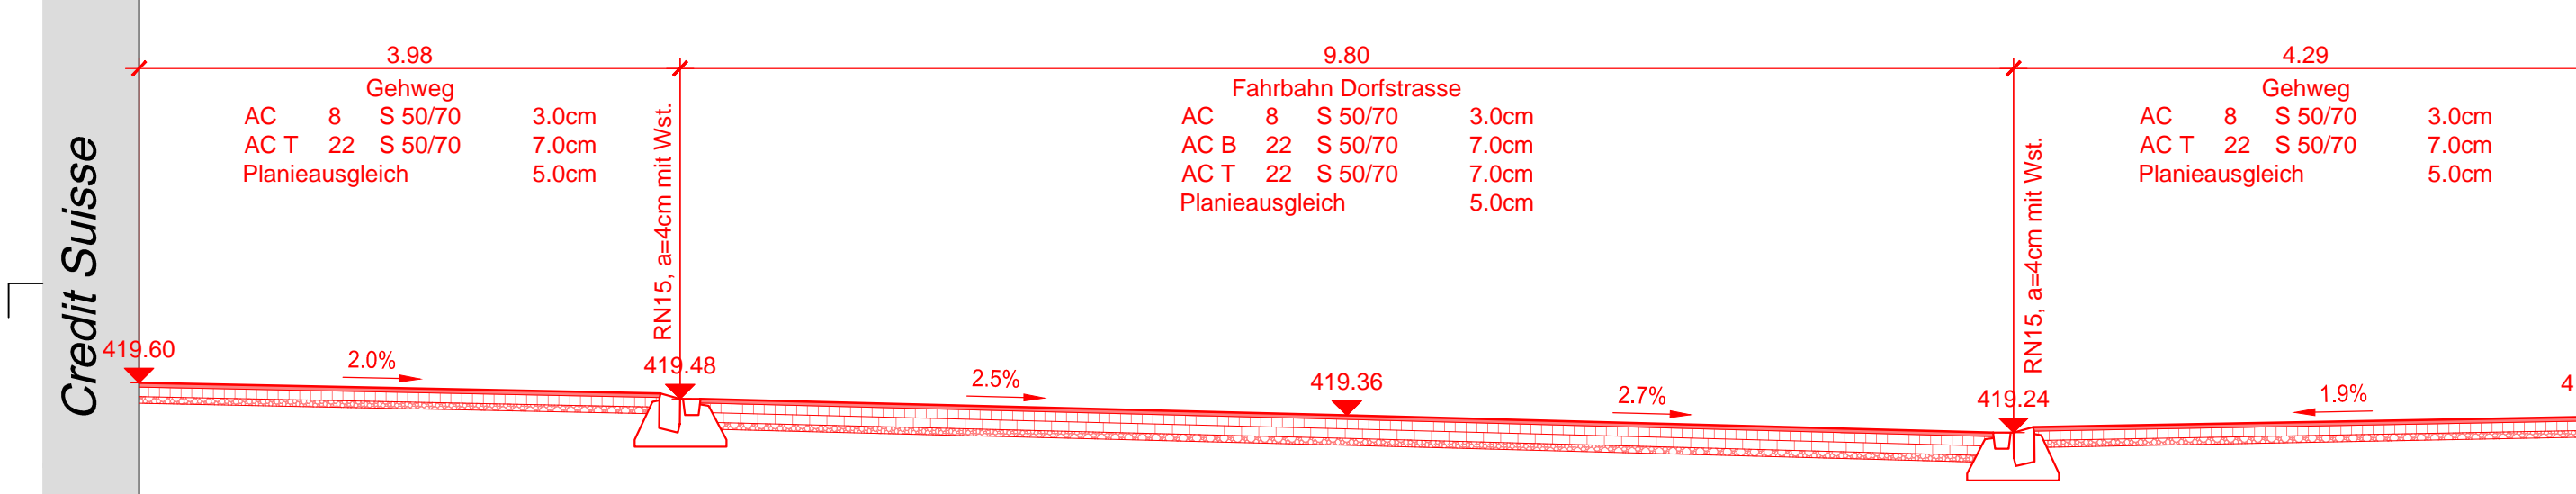 3.98
9.80
4.29
Gehweg
AC 8 S 50/70 3.0cm
AC T 22 S 50/70 7.0cm
Planieausgleich 5.0cm
Fahrbahn Dorfstrasse
AC 8 S 50/70 3.0cm
AC B 22 S 50/70 7.0cm
AC T 22 S 50/70 7.0cm
Planieausgleich 5.0cm
Gehweg
AC 8 S 50/70 3.0cm
AC T 22 S 50/70 7.0cm
Planieausgleich 5.0cm
Credit Suisse
RN15, a=4cm mit Wst.
RN15, a=4cm mit Wst.
419.60
2.0%
419.48
2.5%
419.36
2.7%
419.24
1.9%
4